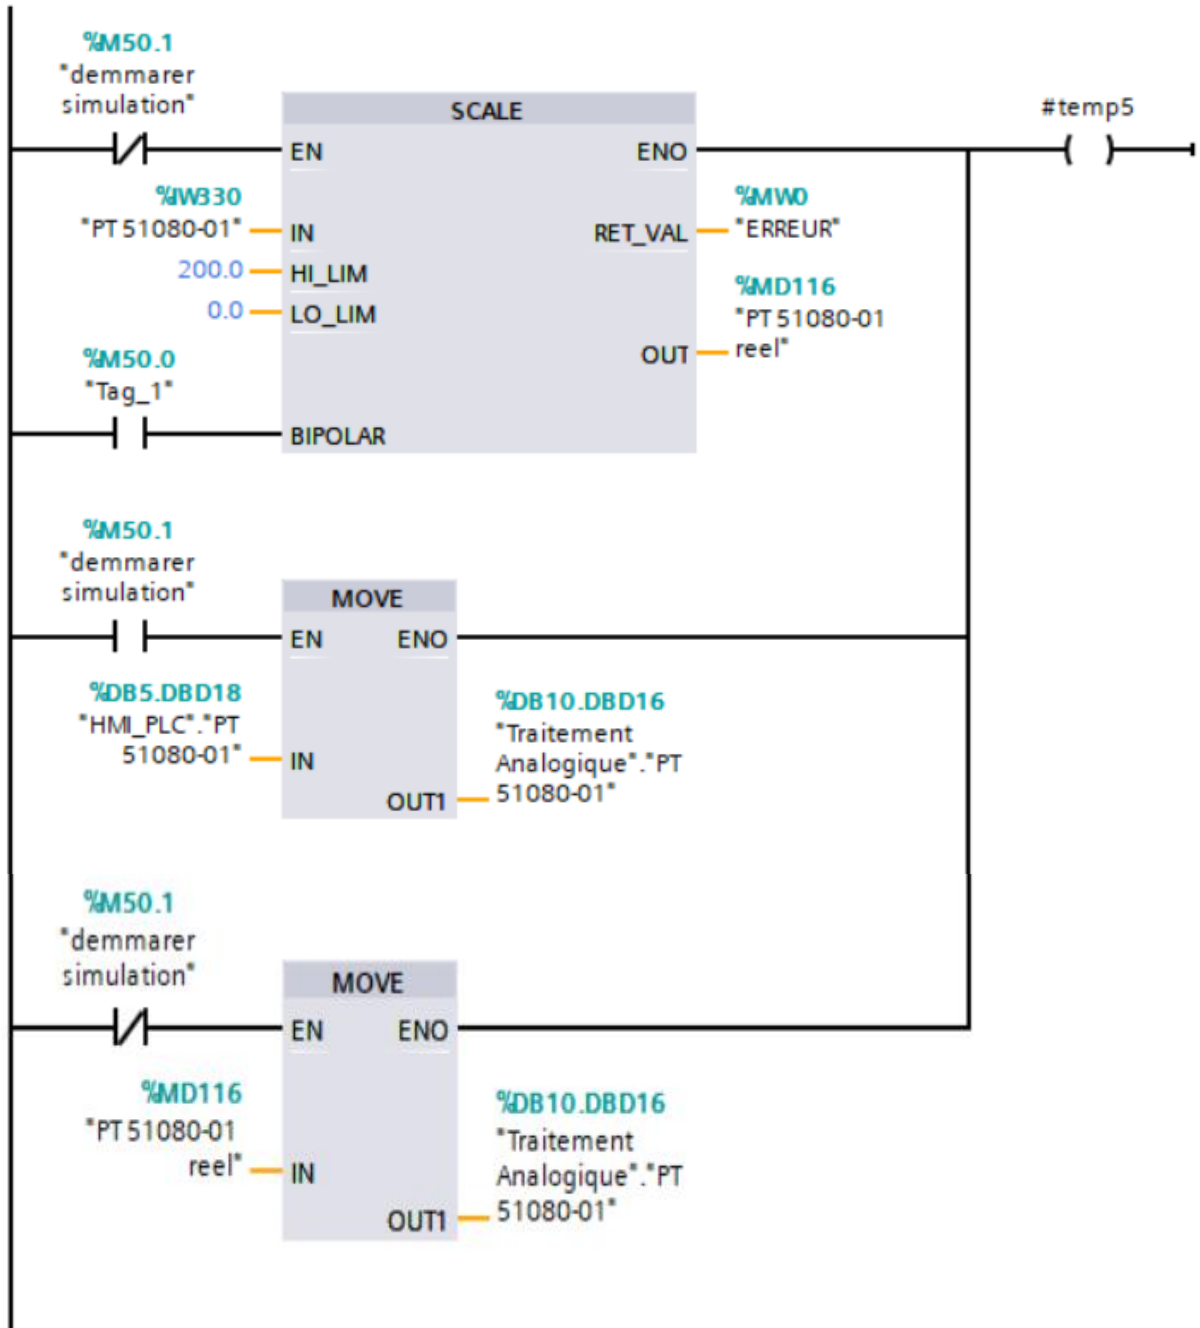 %M50.1
"demmarer
simulation"
SCALE
#temp5
EN
ENO
%IW330
"PT 51080-01"
IN
RET_VAL
%MW0
"ERREUR"
200.0
HI_LIM
0.0
LO_LIM
%MD116
"PT 51080-01
reel"
OUT
%M50.0
"Tag_1"
BIPOLAR
%M50.1
"demmarer
simulation"
MOVE
EN
ENO
%DB5.DBD18
"HMI_PLC"."PT
51080-01"
IN
%DB10.DBD16
"Traitement
Analogique"."PT
51080-01"
OUT1
%M50.1
"demmarer
simulation"
MOVE
EN
ENO
%MD116
"PT 51080-01
reel"
IN
%DB10.DBD16
"Traitement
Analogique"."PT
51080-01"
OUT1